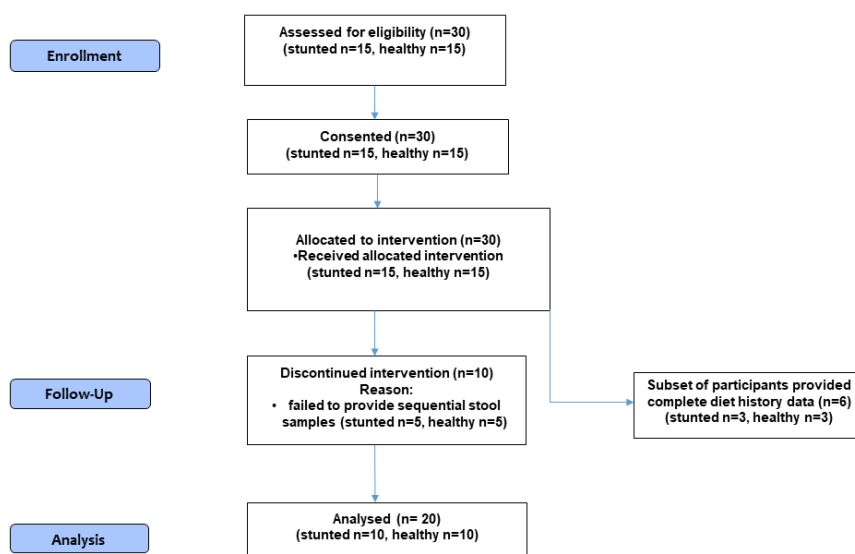 Enrollment
Assessed for eligibility (n=30)
(stunted n=15, healthy n=15)
Consented (n=30)
(stunted n=15, healthy n=15)
Allocated to intervention (n=30)
•Received allocated intervention
(stunted n=15, healthy n=15)
Follow-Up
Discontinued intervention (n=10)
Reason:
• failed to provide sequential stool
samples (stunted n=5, healthy n=5)
Subset of participants provided
complete diet history data (n=6)
(stunted n=3, healthy n=3)
Analysis
Analysed (n= 20)
(stunted n=10, healthy n=10)